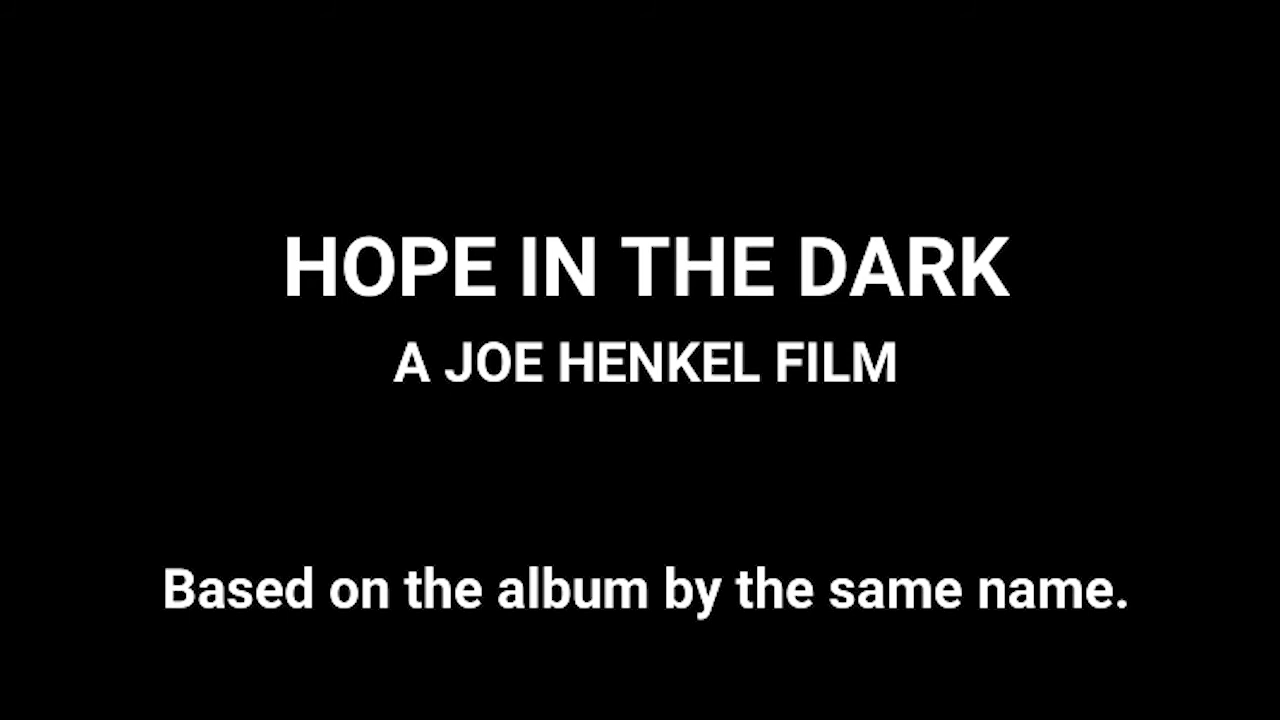 HOPE IN THE DARK
A JOE HENKEL FILM
Based on the album by the same name.